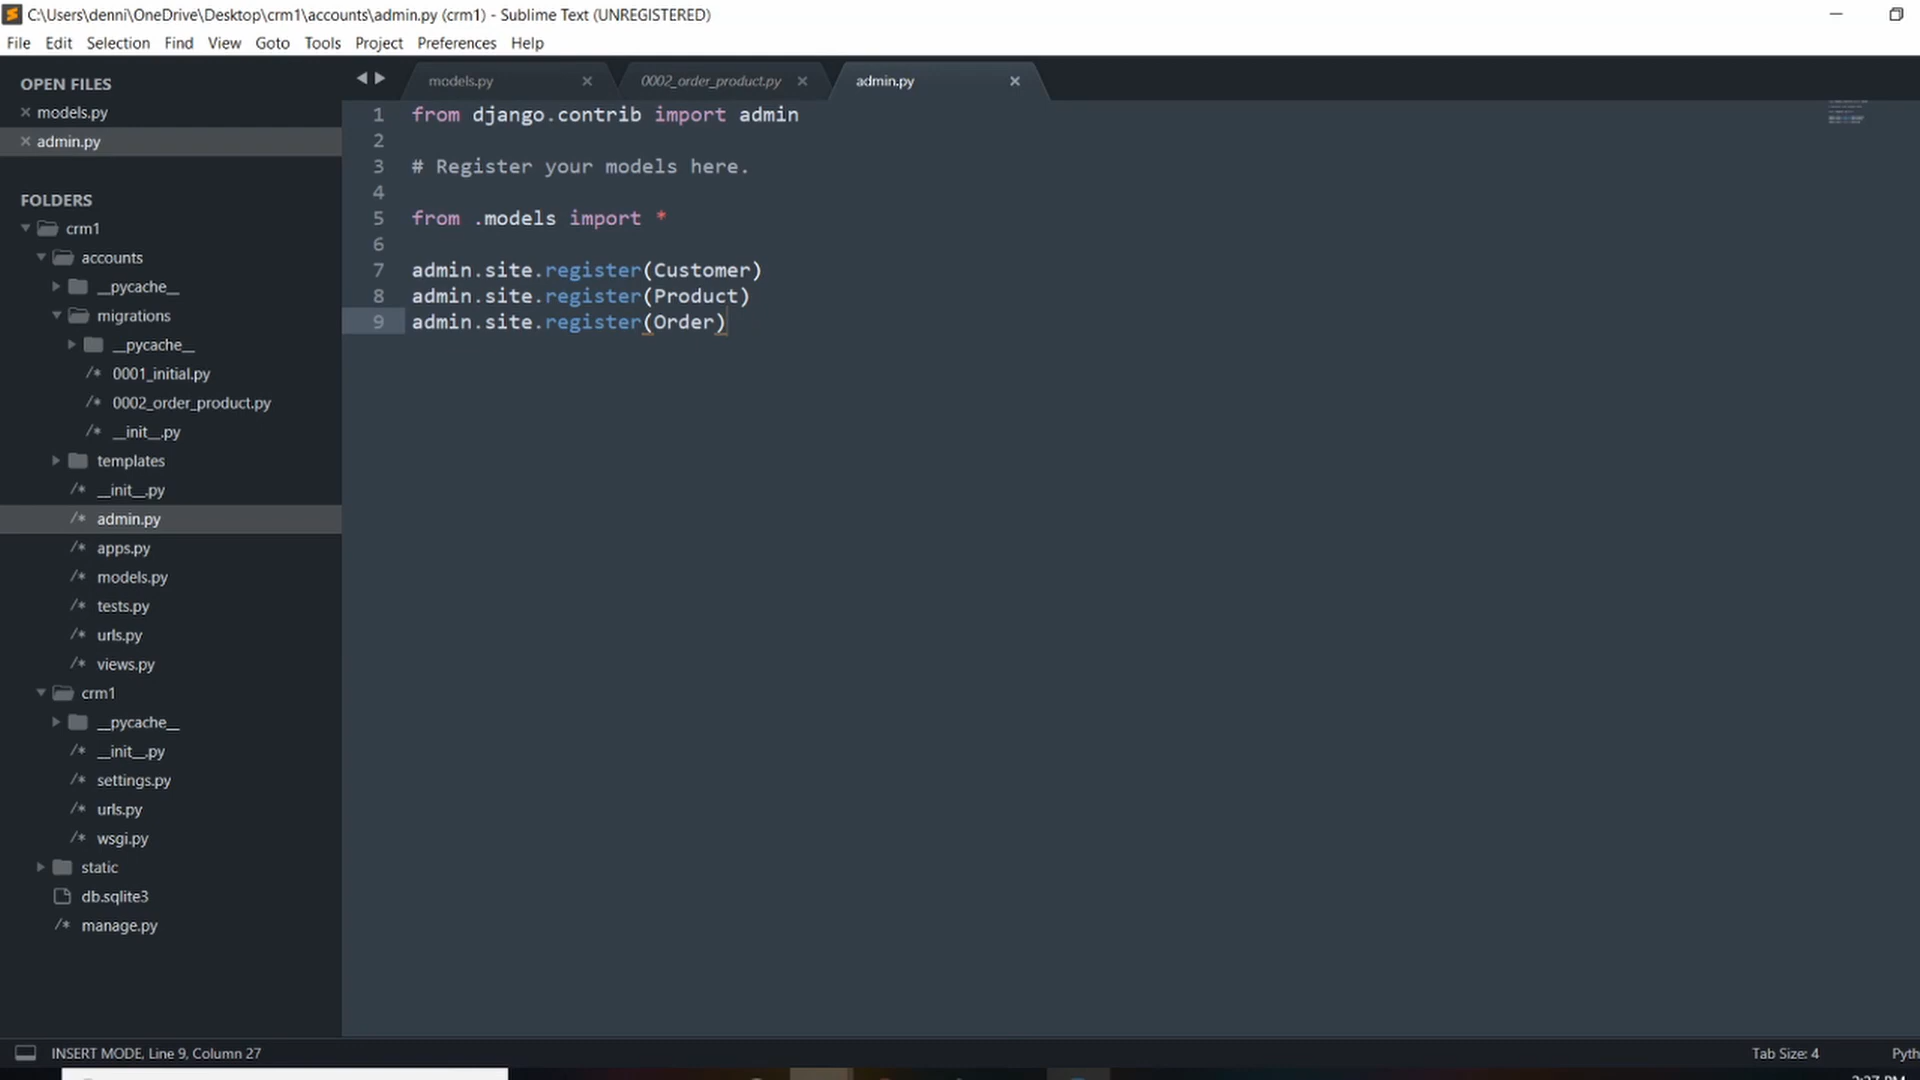 C:\Users\denni\OneDrive\Desktop\crm1\accounts\admin.py (crm1) - Sublime Text (UNREGISTERED)
File Edit Selection Find View Goto Tools Project Preferences Help
OPEN FILES
models.py
admin.py
FOLDERS
crm1
accounts
__pycache__
migrations
__pycache__
0001_initial.py
0002_order_product.py
__init__.py
templates
__init__.py
admin.py
apps.py
models.py
tests.py
urls.py
views.py
crm1
__pycache__
__init__.py
settings.py
urls.py
wsgi.py
static
db.sqlite3
manage.py
models.py 0002_order_product.py admin.py
1 from django.contrib import admin
2
3 # Register your models here.
4
5 from .models import *
6
7 admin.site.register(Customer)
8 admin.site.register(Product)
9 admin.site.register(Order)
INSERT MODE, Line 9, Column 27 Tab Size: 4 Pyth